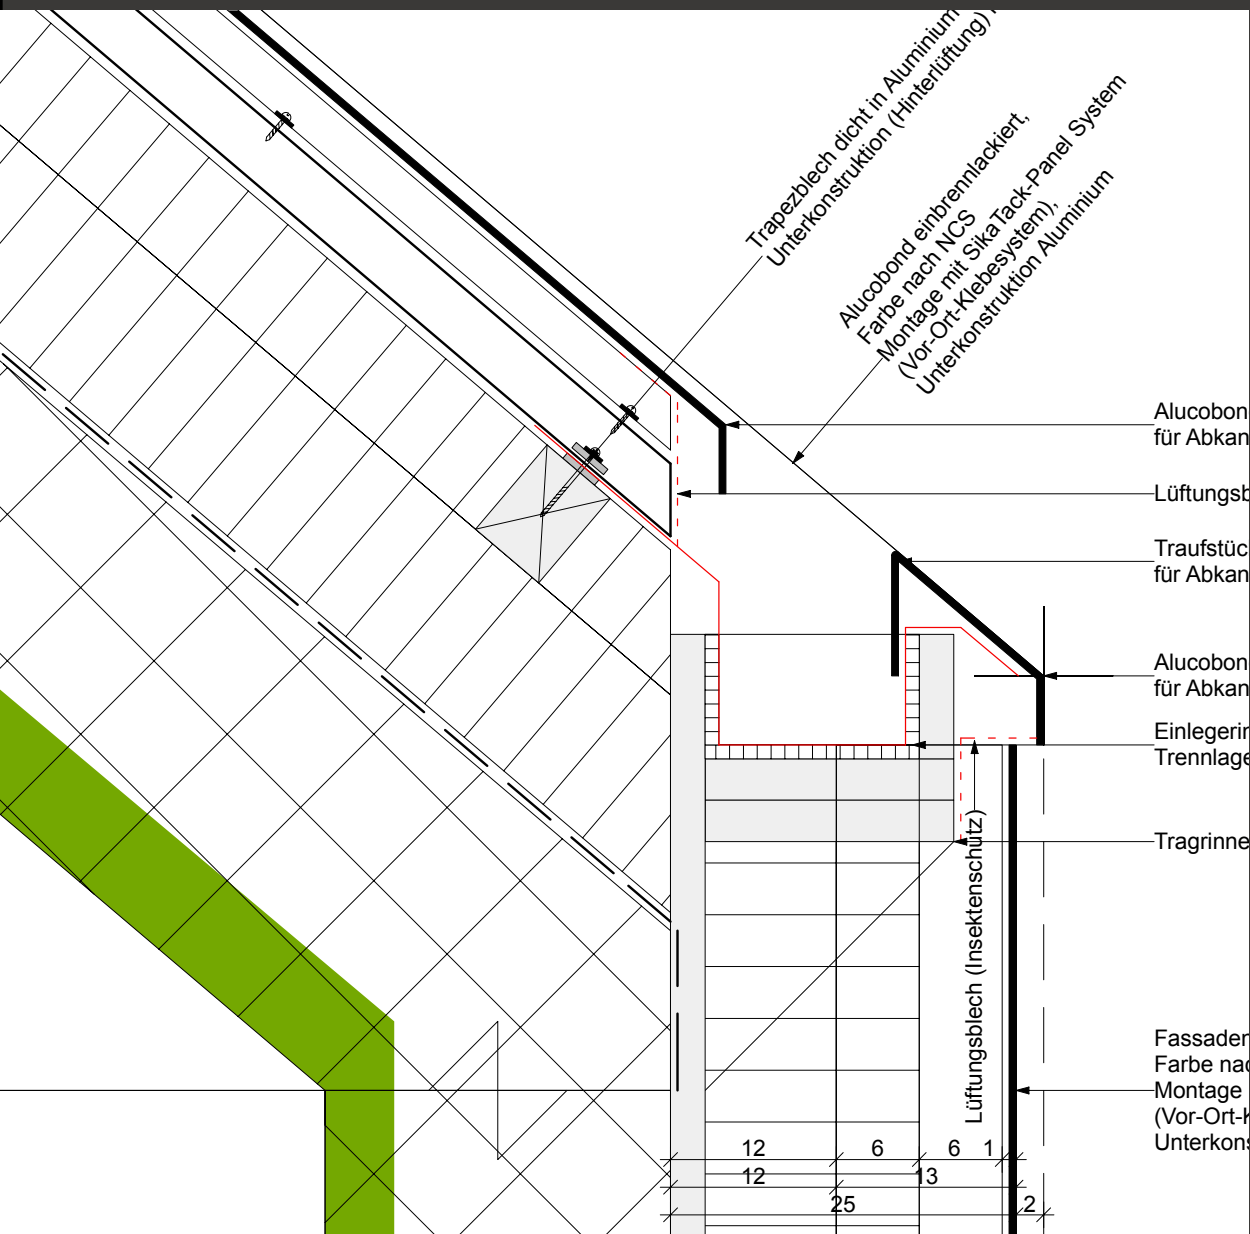 Trapezblech dicht in Aluminium
Unterkonstruktion (Hinterlüftung)
Alucobond einbrennlackiert,
Farbe nach NCS
Montage mit SikaTack-Panel System
(Vor-Ort-Klebesystem),
Unterkonstruktion Aluminium
Alucobon
für Abkan
Lüftungsb
Traufstüc
für Abkan
Alucobon
für Abkan
Einlegerin
Trennlage
Tragrinne
Lüftungsblech (Insektenschutz)
Fassaden
Farbe nac
Montage
(Vor-Ort-K
Unterkons
12 6 6 1
12 13
25 2